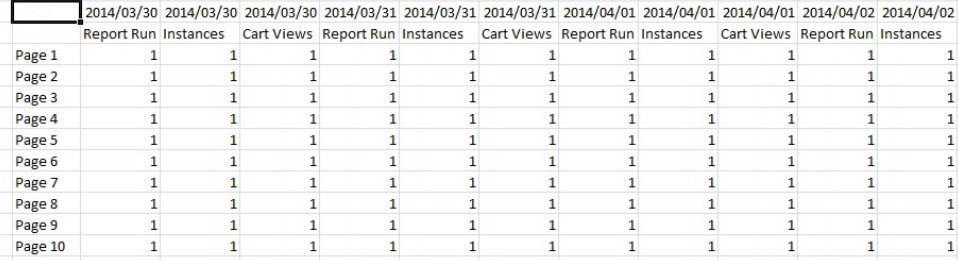 2014/03/30 2014/03/30 2014/03/30 2014/03/31 2014/03/31 2014/03/31 2014/04/01 2014/04/01 2014/04/01 2014/04/02 2014/04/02
Report Run Instances Cart Views Report Run Instances Cart Views Report Run Instances Cart Views Report Run Instances
Page 1 1 1 1 1 1 1 1 1 1 1 1
Page 2 1 1 1 1 1 1 1 1 1 1 1
Page 3 1 1 1 1 1 1 1 1 1 1 1
Page 4 1 1 1 1 1 1 1 1 1 1 1
Page 5 1 1 1 1 1 1 1 1 1 1 1
Page 6 1 1 1 1 1 1 1 1 1 1 1
Page 7 1 1 1 1 1 1 1 1 1 1 1
Page 8 1 1 1 1 1 1 1 1 1 1 1
Page 9 1 1 1 1 1 1 1 1 1 1 1
Page 10 1 1 1 1 1 1 1 1 1 1 1